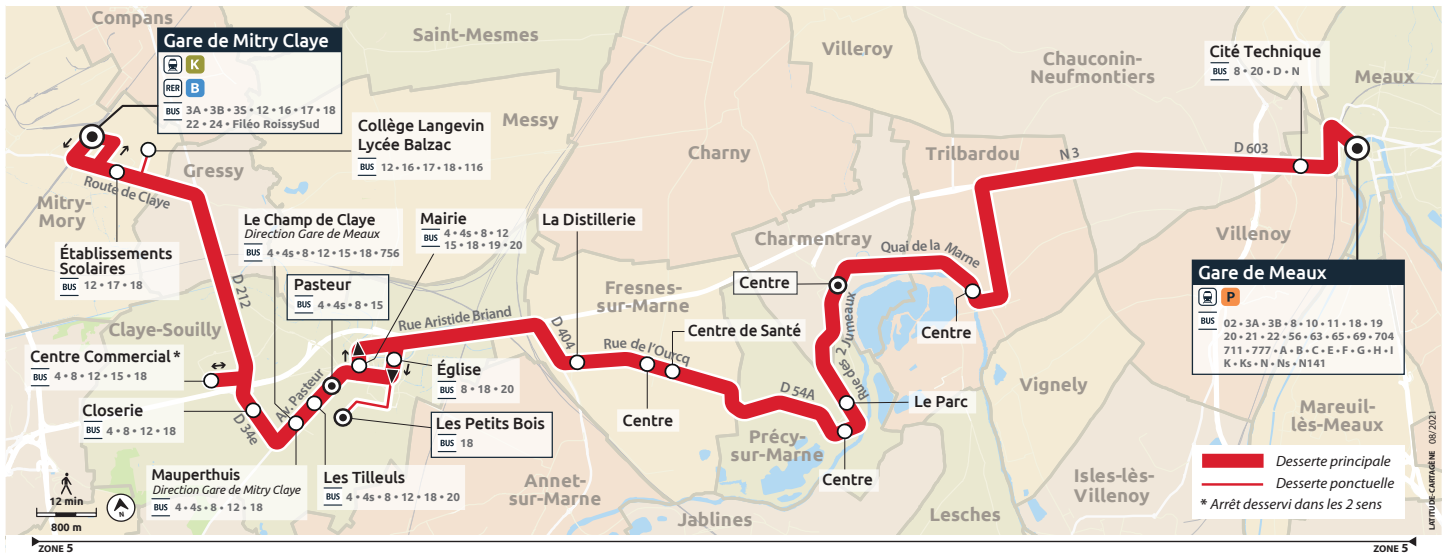 Compans
Saint-Mesmes
Villeroy
Chauconin-
Neufmontiers
Cité Technique
BUS 8 • 20 • D • N
Meaux
Gare de Mitry Claye
K
RER B
BUS 3A • 3B • 3S • 12 • 16 • 17 • 18
22 • 24 • Filéo RoissySud
Collège Langevin
Lycée Balzac
BUS 12 • 16 • 17 • 18 • 116
Messy
Charny
Trilbardou
N 3
D 603
Gressy
Route de Claye
Mitry-
Mory
Établissements
Scolaires
BUS 12 • 17 • 18
Le Champ de Claye
Direction Gare de Meaux
BUS 4 • 4s • 8 • 12 • 15 • 18 • 756
Mairie
BUS 4 • 4s • 8 • 12
15 • 18 • 19 • 20
La Distillerie
Charmentray
Quai de la Marne
Villenoy
Gare de Meaux
P
BUS 02 • 3A • 3B • 8 • 10 • 11 • 18 • 19
20 • 21 • 22 • 56 • 63 • 65 • 69 • 704
711 • 777 • A • B • C • E • F • G • H • I
K • Ks • N • Ns • N141
Pasteur
BUS 4 • 4s • 8 • 15
D 212
Centre
Fresnes-
sur-Marne
Rue Aristide Briand
Claye-Souilly
D 404
Rue de l'Ourcq
Centre de Santé
Rue des 2 Jumeaux
Centre
Centre Commercial *
BUS 4 • 8 • 12 • 15 • 18
Église
BUS 8 • 18 • 20
Av. Pasteur
D 54A
Vignely
Closerie
BUS 4 • 8 • 12 • 18
D 34e
Les Petits Bois
BUS 18
Centre
Le Parc
Mareuil-
lès-Meaux
Précy-
sur-Marne
Mauperthuis
Direction Gare de Mitry Claye
BUS 4 • 4s • 8 • 12 • 18
Les Tilleuls
BUS 4 • 4s • 8 • 12 • 18 • 20
Annet-
sur-Marne
Centre
Isles-lès-
Villenoy
Jablines
Lesches
Desserte principale
Desserte ponctuelle
* Arrêt desservi dans les 2 sens
LATITUDE-CARTAGÈNE 08/2021
12 min
800 m
N
ZONE 5
ZONE 5